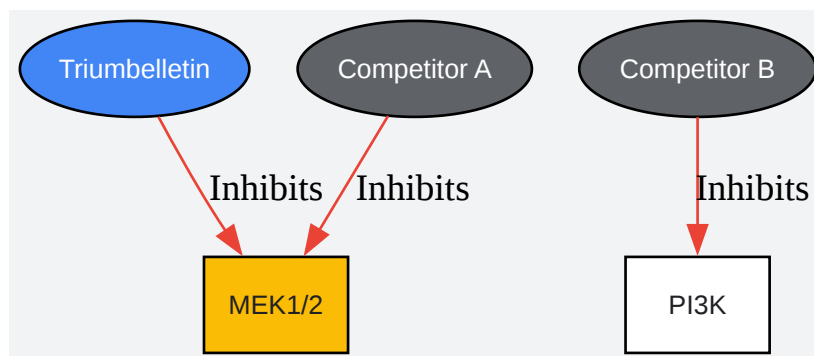 Triumbelletin
Competitor A
Competitor B
Inhibits
Inhibits
Inhibits
MEK1/2
PI3K